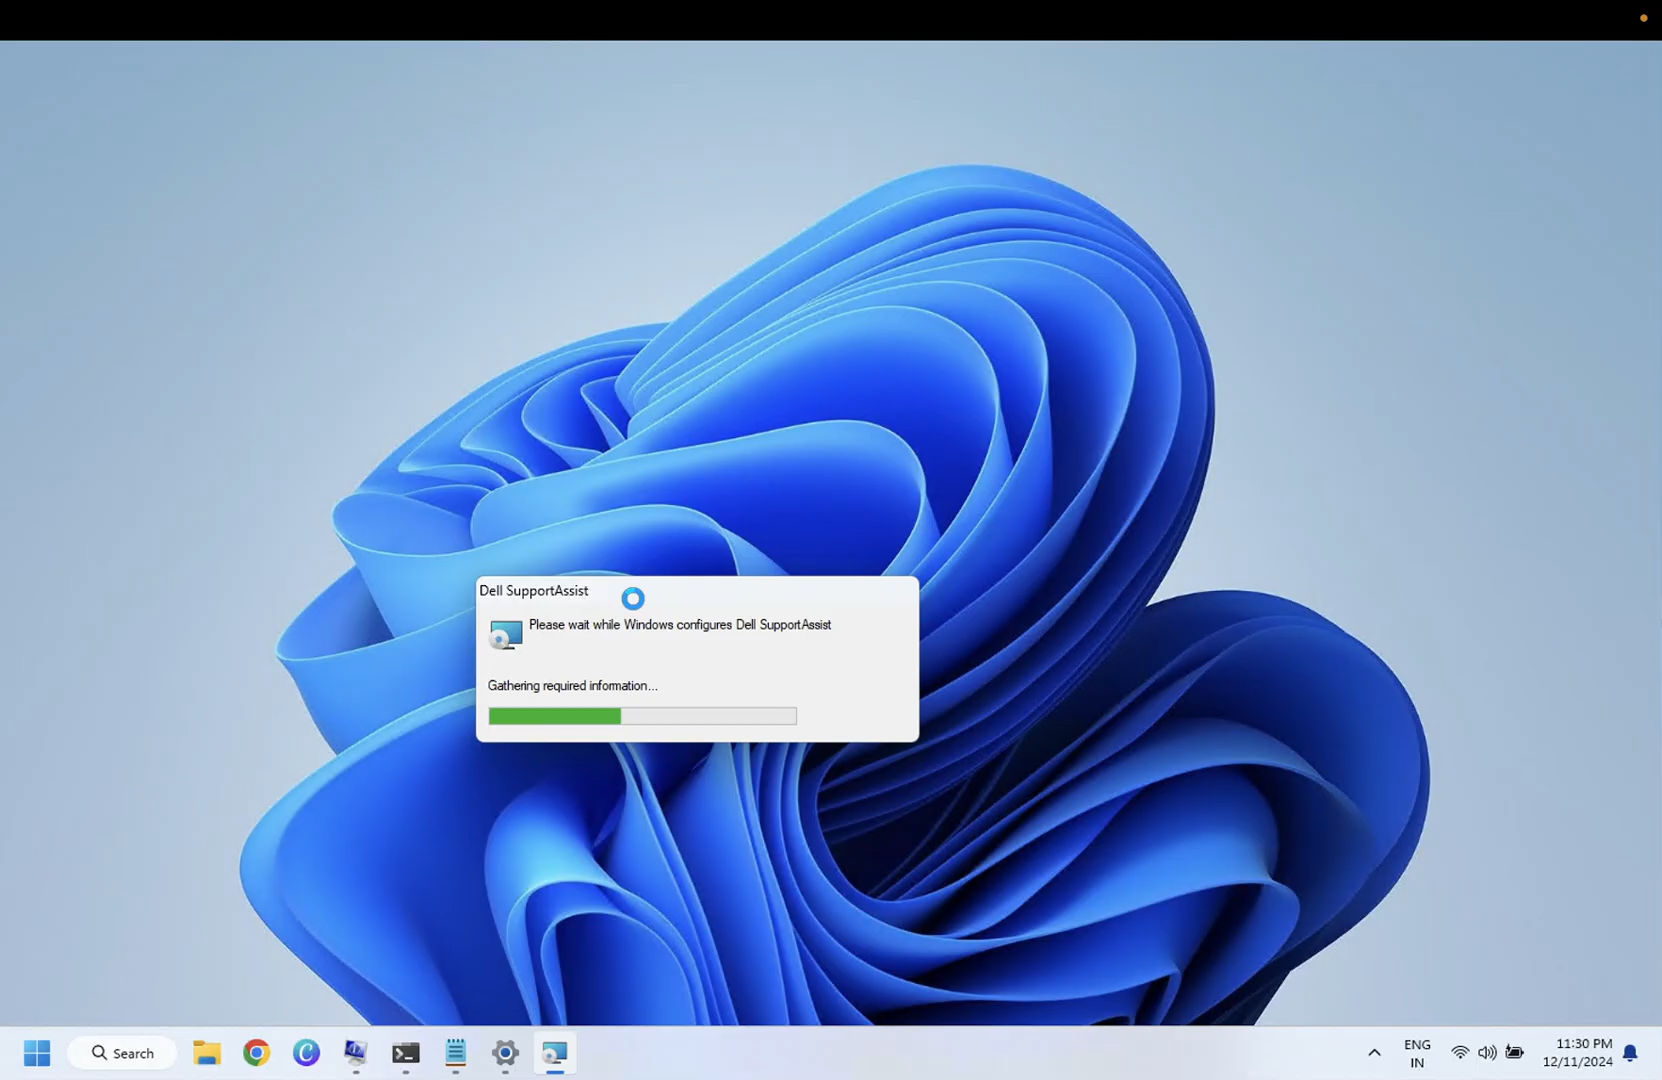 Dell SupportAssist
Please wait while Windows configures Dell SupportAssist
Gathering required information...
Search
ENG
IN
11:30 PM
12/11/2024